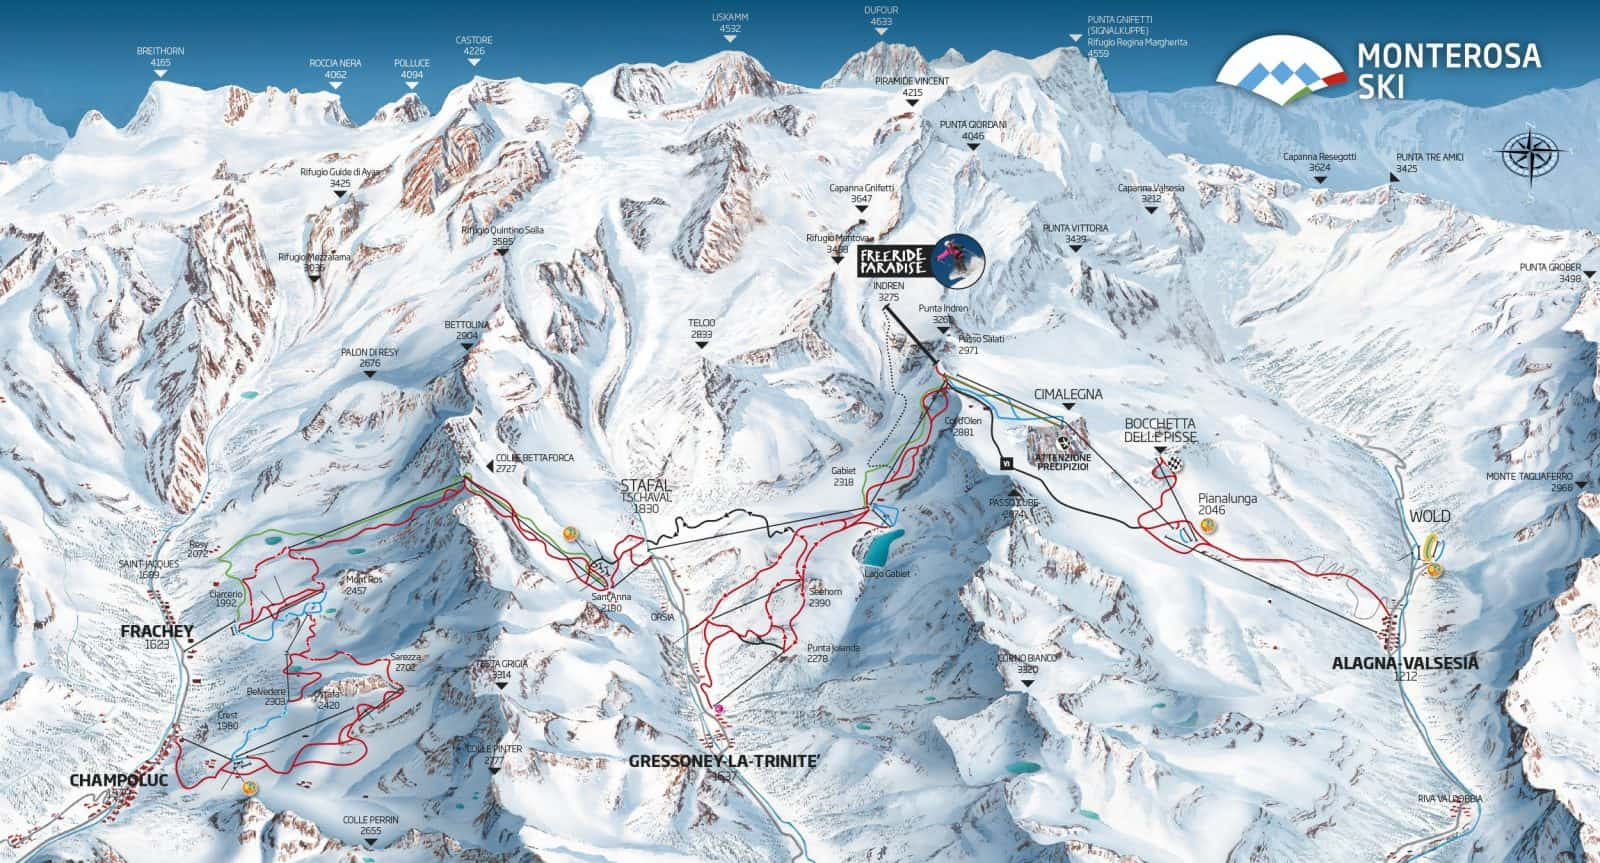 BREITHORN
4165
ROCCIA NERA
4062
POLLUCE
4094
CASTORE
4226
LISKAMM
4532
DUFOUR
4633
PUNTA GNIFETTI
(SIGNALKUPPE)
Rifugio Regina Margherita
4559
MONTEROSA
SKI
PIRAMIDE VINCENT
4215
PUNTA GIORDANI
4046
Capanna Resegotti
3624
PUNTA TRE AMICI
3425
Rifugio Guide di Ayas
3425
Capanna Gnifetti
3647
Capanna Valsesia
3212
Rifugio Quintino Sella
3585
Rifugio Mantova
PUNTA VITTORIA
3439
Rifugio Mezzalama
3036
FREERIDE
PARADISE
PUNTA GROBER
3498
INDREN
3275
Punta Indren
BETTOLINA
2904
TELCIO
2833
Passo Salati
2971
PALON DI RESY
2676
CIMALEGNA
BOCCHETTA
DELLE PISSE
Col d'Olen
2881
COLLE BETTAFORCA
2727
ATTENZIONE
PRECIPIZIO!
V1
Gabiet
2318
STAFAL
TSCHAVAL
1830
MONTE TAGLIAFERRO
Pianalunga
2046
WOLD
Resy
2072
SAINT-JACQUES
1689
Mont Ros
2457
Lago Gabiet
Ciarcerio
1992
Sant'Anna
2180
Seehorn
2390
ORSIA
FRACHEY
1623
Punta Jolanda
2278
Sarezza
2702
TESTA GRIGIA
3314
CORNO BIANCO
3320
ALAGNA-VALSESIA
1212
Belvedere
2303
Ostafa
2420
Crest
1980
COLLE PINTER
2777
GRESSONEY-LA-TRINITE'
1637
CHAMPOLUC
RIVA VALDOBBIA
COLLE PERRIN
2655